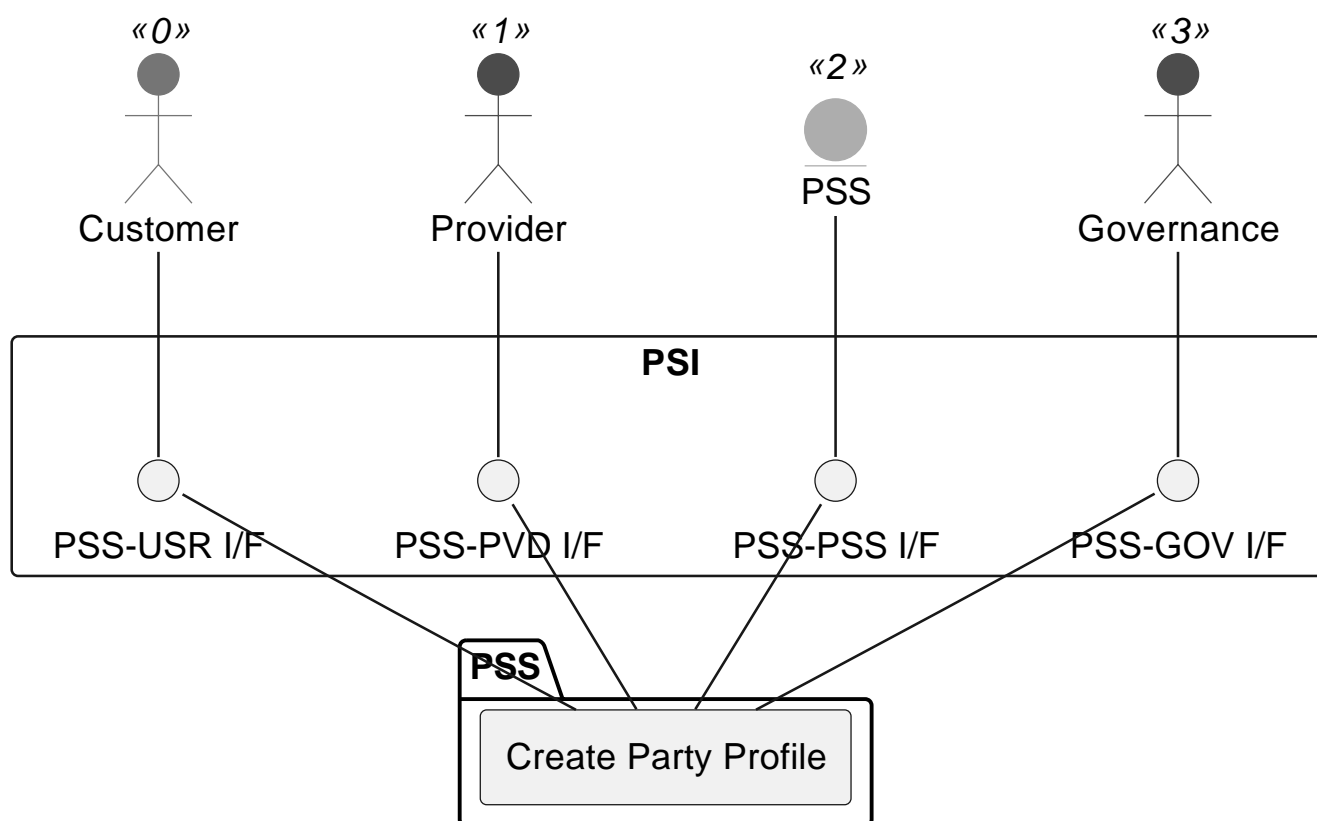 «0»
«1»
«2»
«3»
Customer
Provider
PSS
Governance
PSI
PSS-USR I/F
PSS-PVD I/F
PSS-PSS I/F
PSS-GOV I/F
PSS
Create Party Profile